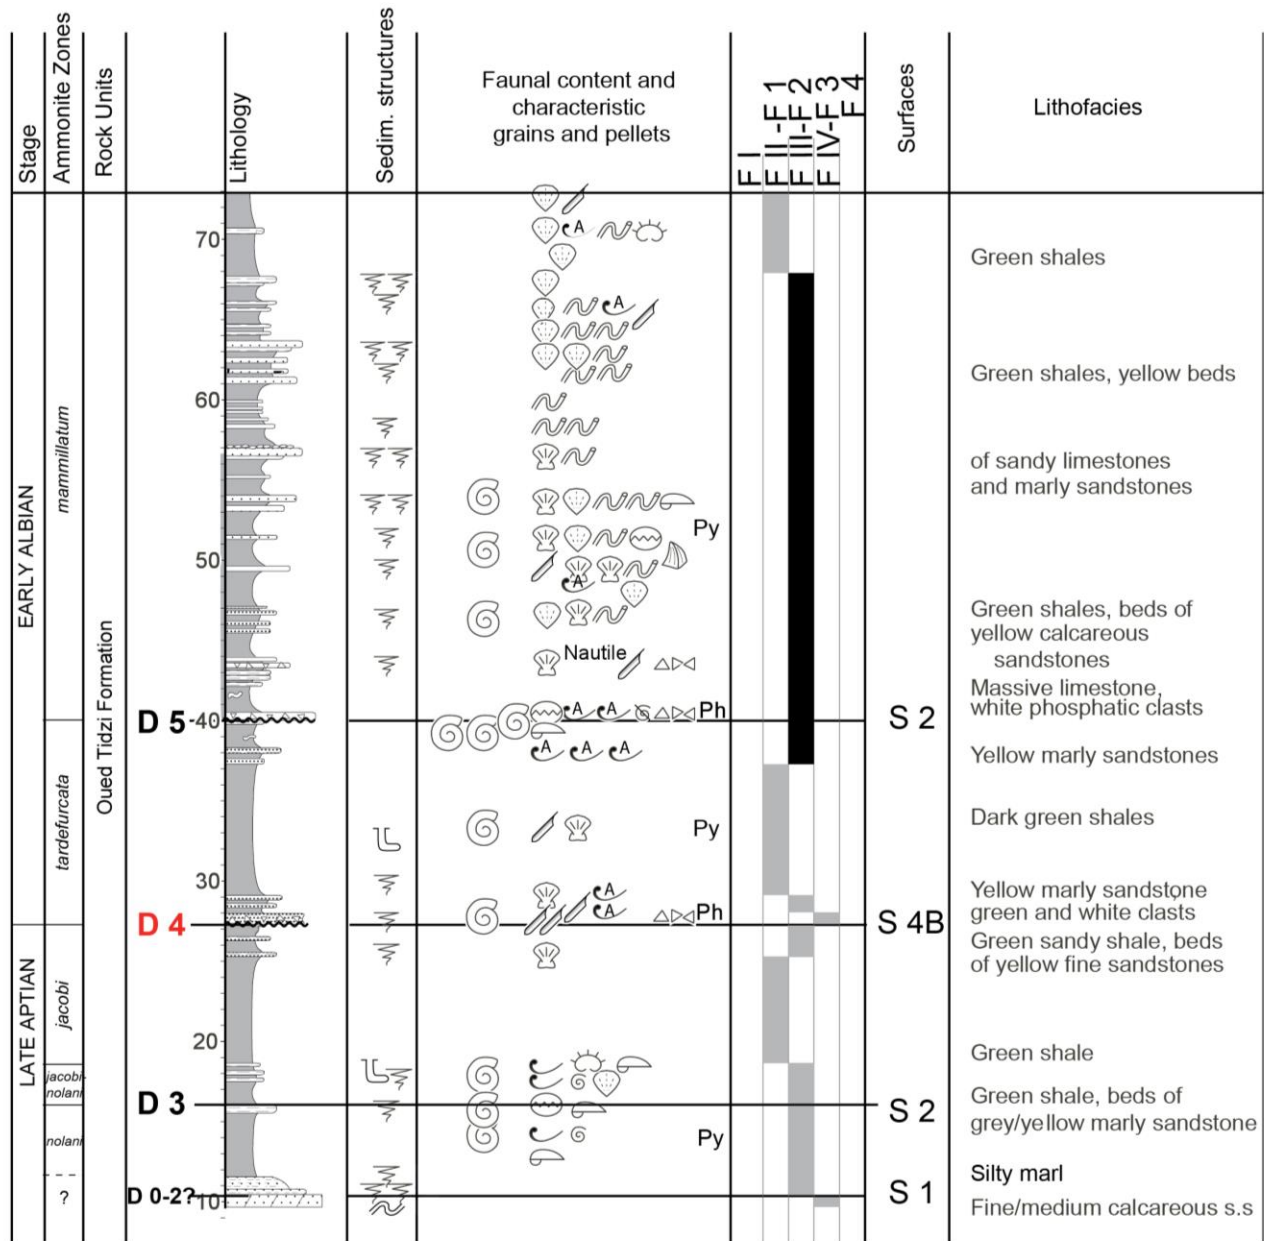 Stage
Ammonite Zones
Rock Units
Lithology
Sedim. structures
Faunal content and
characteristic
grains and pellets
F I
F II-F 1
F III-F 2
F IV-F 3
F 4
Surfaces
Lithofacies
EARLY ALBIAN
LATE APTIAN
mammillatum
tardefurcata
jacobi
jacobi-
nolani
nolani
?
Oued Tidzi Formation
70
60
50
D 5
-40
30
D 4
20
D 3
D 0-2?
10
A
A
A
Py
Nautile
A
A
Ph
A
A
A
Py
A
A
Ph
Py
S 2
S 4B
S 2
S 1
Green shales
Green shales, yellow beds
of sandy limestones
and marly sandstones
Green shales, beds of
yellow calcareous
sandstones
Massive limestone,
white phosphatic clasts
Yellow marly sandstones
Dark green shales
Yellow marly sandstone
green and white clasts
Green sandy shale, beds
of yellow fine sandstones
Green shale
Green shale, beds of
grey/yellow marly sandstone
Silty marl
Fine/medium calcareous s.s